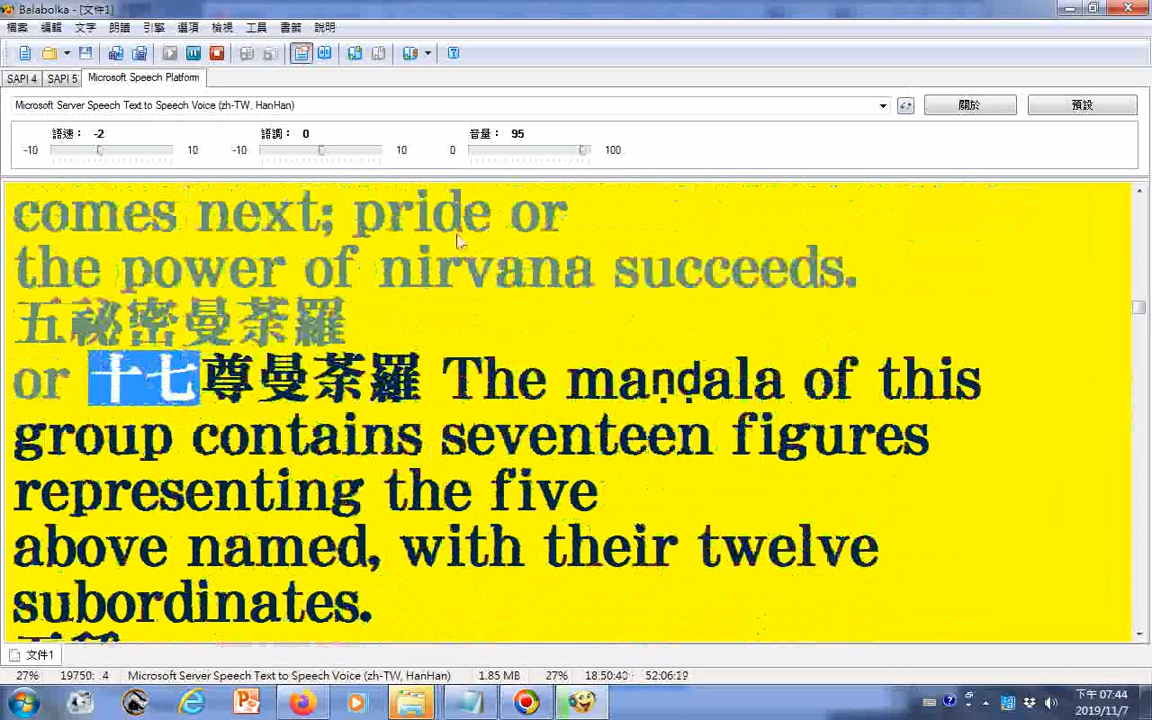 Balabolka - [文件1]
檔案 編輯 文字 朗讀 引擎 選項 檢視 工具 書籤 說明
SAPI 4 SAPI 5 Microsoft Speech Platform
Microsoft Server Speech Text to Speech Voice (zh-TW, HanHan) 關於 預設
語速： -2 語調： 0 音量： 95
-10 10 -10 10 0 100
comes next; pride or
the power of nirvana succeeds.
五祕密曼荼羅
or 十七尊曼荼羅 The maṇḍala of this
group contains seventeen figures
representing the five
above named, with their twelve
subordinates.
文件1
27% 19750: 4 Microsoft Server Speech Text to Speech Voice (zh-TW, HanHan) 1.85 MB 27% 18:50:40 52:06:29
下午 07:44
2019/11/7